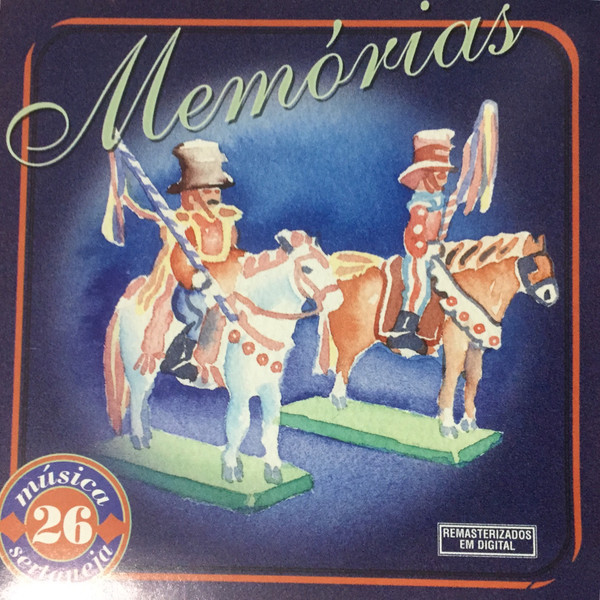 Memórias
música
26
sertaneja
REMASTERIZADOS
EM DIGITAL